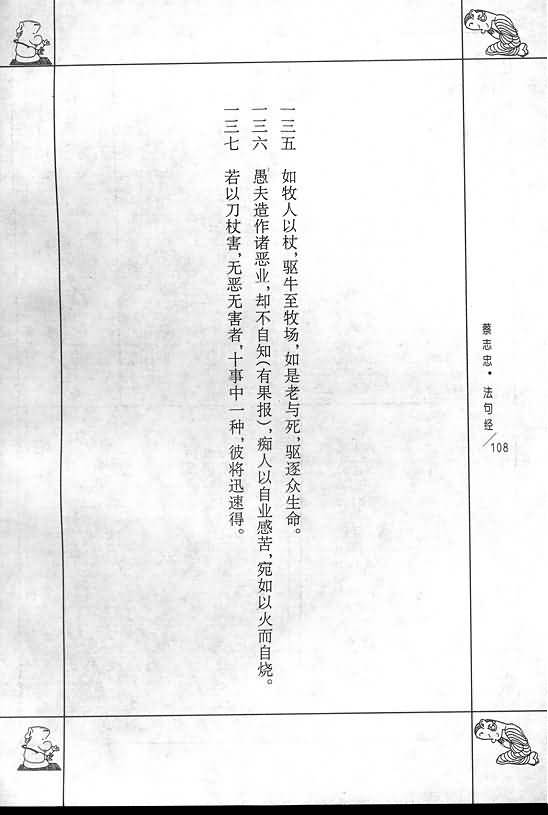 一三五 如牧人以杖，驱牛至牧场，如是老与死，驱逐众生命。
一三六 愚夫造作诸恶业，却不自知（有果报），痴人以自业感苦，宛如以火而自烧。
一三七 若以刀杖害，无恶无害者，十事中一种，彼将迅速得。
蔡志忠·法句经/108